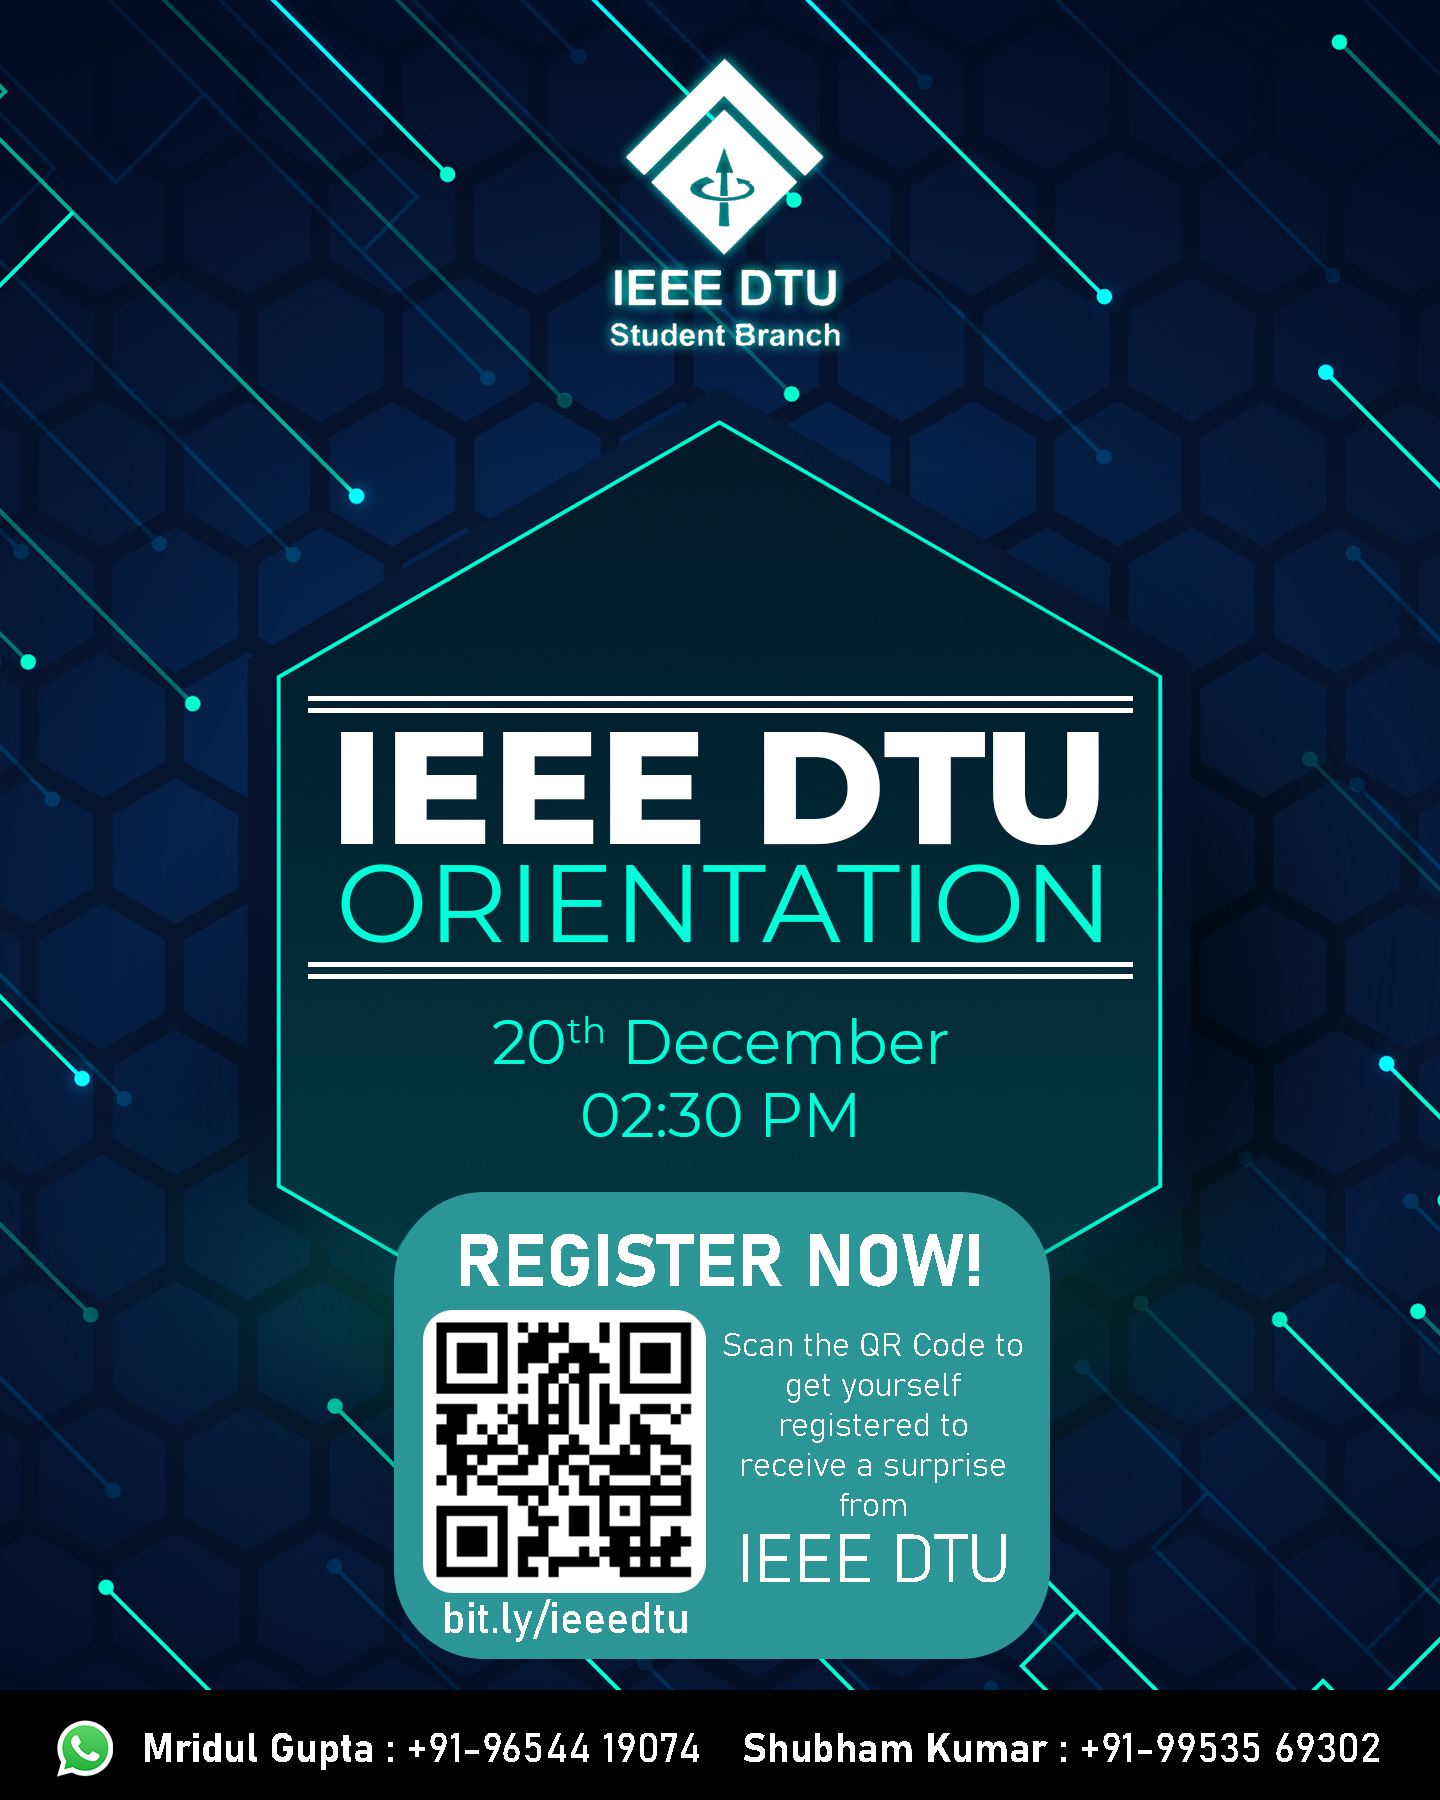 IEEE DTU
Student Branch
IEEE DTU
ORIENTATION
20th December
02:30 PM
REGISTER NOW!
Scan the QR Code to
get yourself
registered to
receive a surprise
from
IEEE DTU
bit.ly/ieeedtu
Mridul Gupta : +91-96544 19074 Shubham Kumar : +91-99535 69302